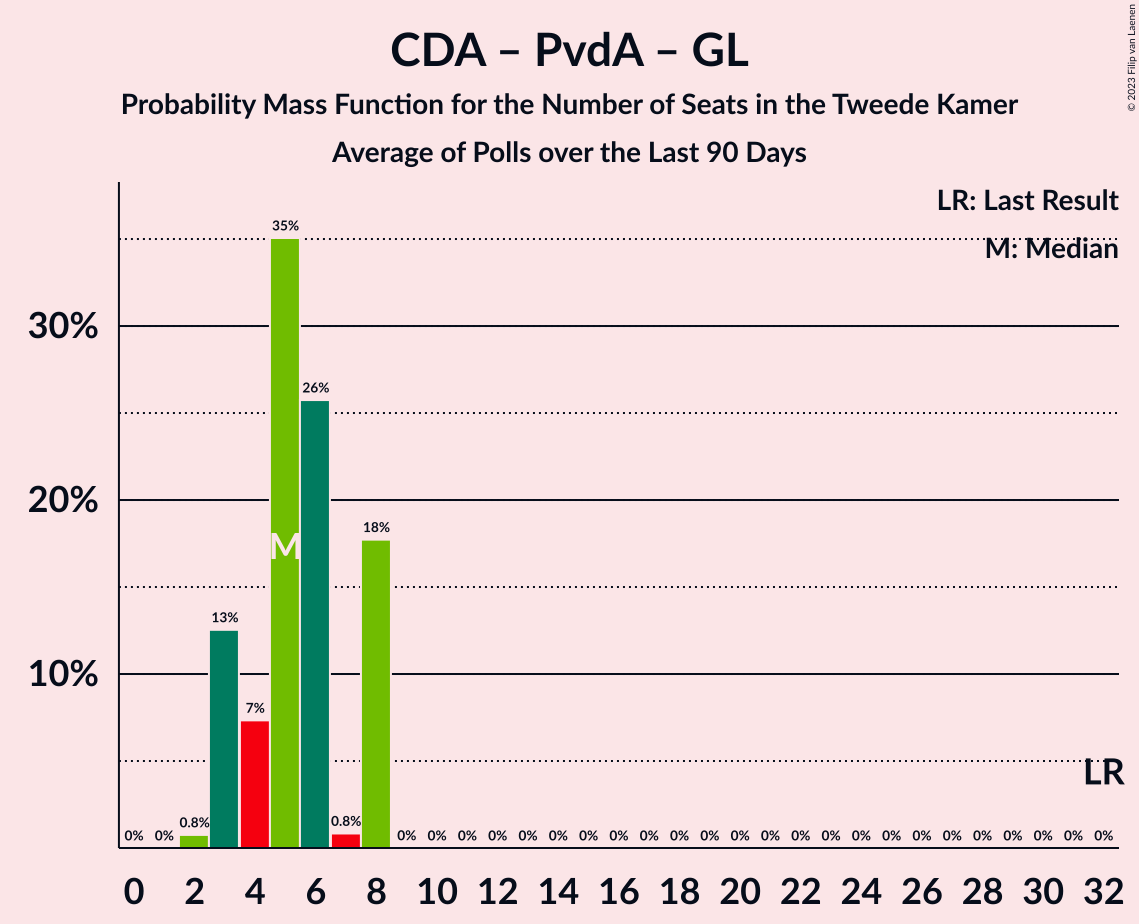 CDA – PvdA – GL
Probability Mass Function for the Number of Seats in the Tweede Kamer
Average of Polls over the Last 90 Days
© 2023 Filip van Laenen
LR: Last Result
M: Median
35%
30%
26%
20%
18%
M
13%
10%
7%
LR
0% 0% 0.8% 0.8% 0% 0% 0% 0% 0% 0% 0% 0% 0% 0% 0% 0% 0% 0% 0% 0% 0% 0% 0% 0% 0% 0% 0% 0%
0 2 4 6 8 10 12 14 16 18 20 22 24 26 28 30 32